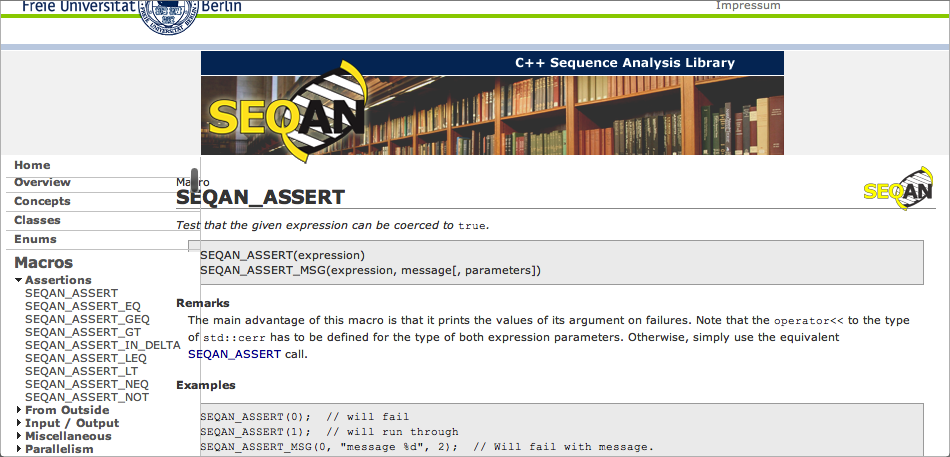 Freie Universität Berlin
Impressum
C++ Sequence Analysis Library
SEQAN
Home
Overview
Concepts
Classes
Enums
Macros
Assertions
SEQAN_ASSERT
SEQAN_ASSERT_EQ
SEQAN_ASSERT_GEQ
SEQAN_ASSERT_GT
SEQAN_ASSERT_IN_DELTA
SEQAN_ASSERT_LEQ
SEQAN_ASSERT_LT
SEQAN_ASSERT_NEQ
SEQAN_ASSERT_NOT
From Outside
Input / Output
Miscellaneous
Parallelism
Macro
SEQAN_ASSERT
SEQAN
Test that the given expression can be coerced to true.
SEQAN_ASSERT(expression)
SEQAN_ASSERT_MSG(expression, message[, parameters])
Remarks
The main advantage of this macro is that it prints the values of its argument on failures. Note that the operator<< to the type
of std::cerr has to be defined for the type of both expression parameters. Otherwise, simply use the equivalent
SEQAN_ASSERT call.
Examples
SEQAN_ASSERT(0);  // will fail
SEQAN_ASSERT(1);  // will run through
SEQAN_ASSERT_MSG(0, "message %d", 2);  // Will fail with message.